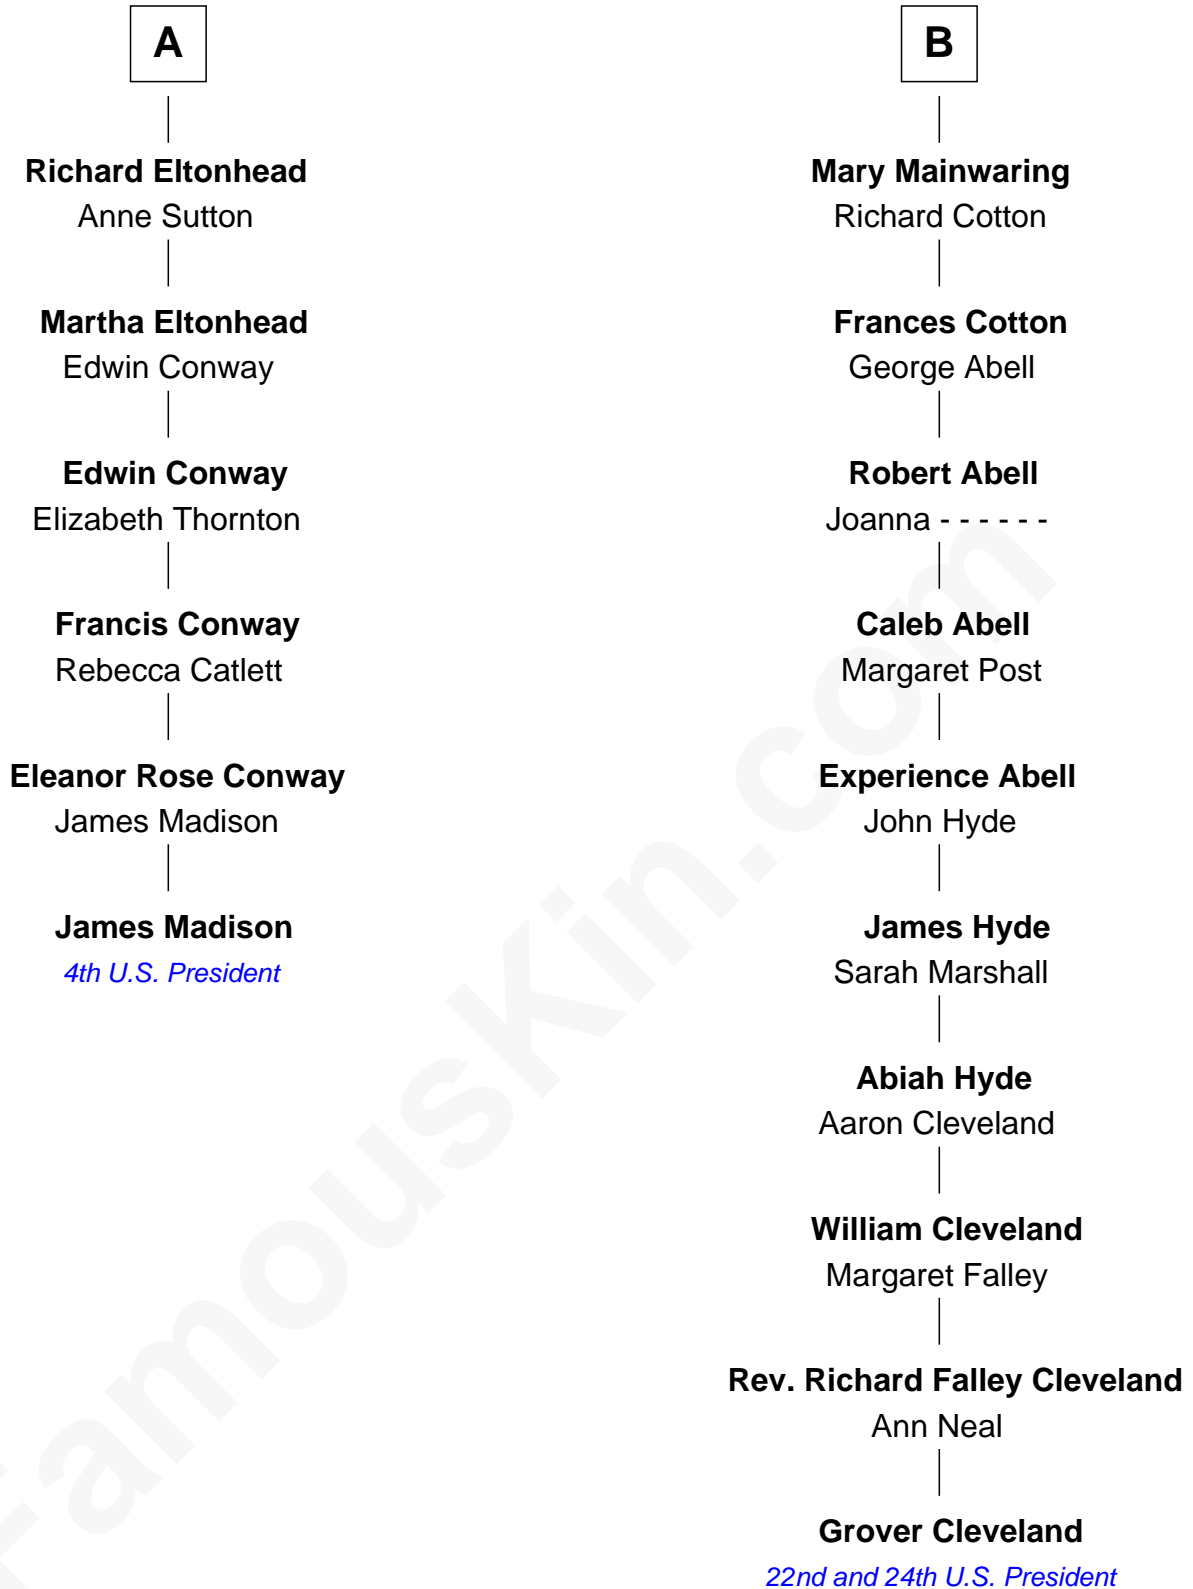 A
Richard Eltonhead
Anne Sutton
Martha Eltonhead
Edwin Conway
Edwin Conway
Elizabeth Thornton
Francis Conway
Rebecca Catlett
Eleanor Rose Conway
James Madison
James Madison
4th U.S. President
B
Mary Mainwaring
Richard Cotton
Frances Cotton
George Abell
Robert Abell
Joanna - - - - - -
Caleb Abell
Margaret Post
Experience Abell
John Hyde
James Hyde
Sarah Marshall
Abiah Hyde
Aaron Cleveland
William Cleveland
Margaret Falley
Rev. Richard Falley Cleveland
Ann Neal
Grover Cleveland
22nd and 24th U.S. President
FamousKin.com